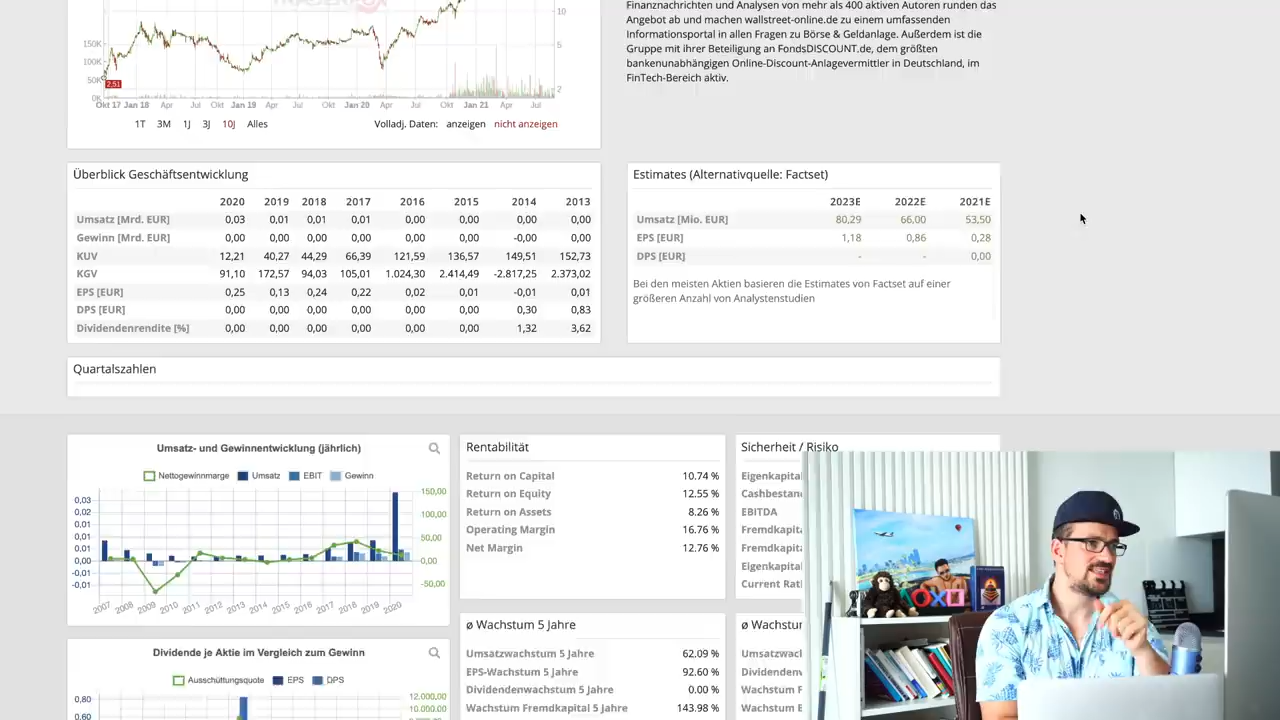 Finanznachrichten und Analysen von mehr als 400 aktiven Autoren runden das
Angebot ab und machen wallstreet-online.de zu einem umfassenden
Informationsportal in allen Fragen zu Börse & Geldanlage. Außerdem ist die
Gruppe mit ihrer Beteiligung an FondsDISCOUNT.de, dem größten
bankenunabhängigen Online-Discount-Anlagevermittler in Deutschland, im
FinTech-Bereich aktiv.
10
150K 5
100K
50K 2,51
0K 2
Okt 17 Jan 18 Apr Jul Okt Jan 19 Apr Jul Okt Jan 20 Apr Jul Okt Jan 21 Apr Jul
1T 3M 1J 3J 10J Alles Volladj. Daten: anzeigen nicht anzeigen
Überblick Geschäftsentwicklung
2020 2019 2018 2017 2016 2015 2014 2013
Umsatz [Mrd. EUR] 0,03 0,01 0,01 0,01 0,00 0,00 0,00 0,00
Gewinn [Mrd. EUR] 0,00 0,00 0,00 0,00 0,00 0,00 -0,00 0,00
KUV 12,21 40,27 44,29 66,39 121,59 136,57 149,51 152,73
KGV 91,10 172,57 94,03 105,01 1.024,30 2.414,49 -2.817,25 2.373,02
EPS [EUR] 0,25 0,13 0,24 0,22 0,02 0,01 -0,01 0,01
DPS [EUR] 0,00 0,00 0,00 0,00 0,00 0,00 0,30 0,83
Dividendenrendite [%] 0,00 0,00 0,00 0,00 0,00 0,00 1,32 3,62
Estimates (Alternativquelle: Factset)
2023E 2022E 2021E
Umsatz [Mio. EUR] 80,29 66,00 53,50
EPS [EUR] 1,18 0,86 0,28
DPS [EUR] - - 0,00
Bei den meisten Aktien basieren die Estimates von Factset auf einer
größeren Anzahl von Analystenstudien
Quartalszahlen
Umsatz- und Gewinnentwicklung (jährlich)
Nettogewinnmarge Umsatz EBIT Gewinn
0,03 150,00
0,02 100,00
0,01
0,01 50,00
0,01
0,00 0,00
-0,01
-0,01 -50,00
2007 2008 2009 2010 2011 2012 2013 2014 2015 2016 2017 2018 2019 2020
Rentabilität
Return on Capital 10.74 %
Return on Equity 12.55 %
Return on Assets 8.26 %
Operating Margin 16.76 %
Net Margin 12.76 %
Sicherheit / Risiko
Eigenkapita
Cashbestan
EBITDA
Fremdkapita
Fremdkapita
Eigenkapita
Current Rat
Dividende je Aktie im Vergleich zum Gewinn
Ausschüttungsquote EPS DPS
0,80 12.000,00
10.000,00
0,60 8.000,00
ø Wachstum 5 Jahre
Umsatzwachstum 5 Jahre 62.09 %
EPS-Wachstum 5 Jahre 92.60 %
Dividendenwachstum 5 Jahre 0.00 %
Wachstum Fremdkapital 5 Jahre 143.98 %
ø Wachstu
Umsatzwacl
Dividenden
Wachstum F
Wachstum E